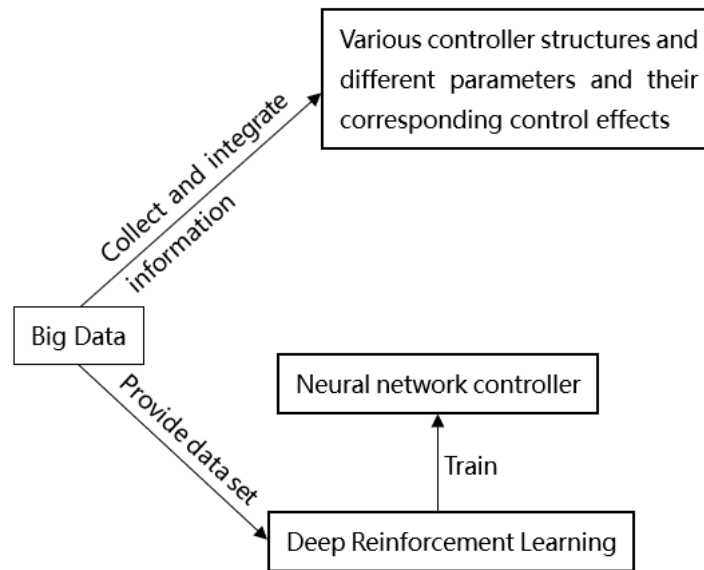 Various controller structures and
different parameters and their
corresponding control effects
Collect and integrate
information
Big Data
Provide data set
Neural network controller
Train
Deep Reinforcement Learning